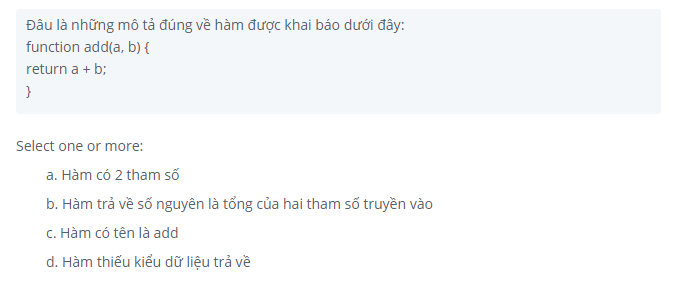 Đâu là những mô tả đúng về hàm được khai báo dưới đây:
function add(a, b) {
return a + b;
}
Select one or more:
a. Hàm có 2 tham số
b. Hàm trả về số nguyên là tổng của hai tham số truyền vào
c. Hàm có tên là add
d. Hàm thiếu kiểu dữ liệu trả về